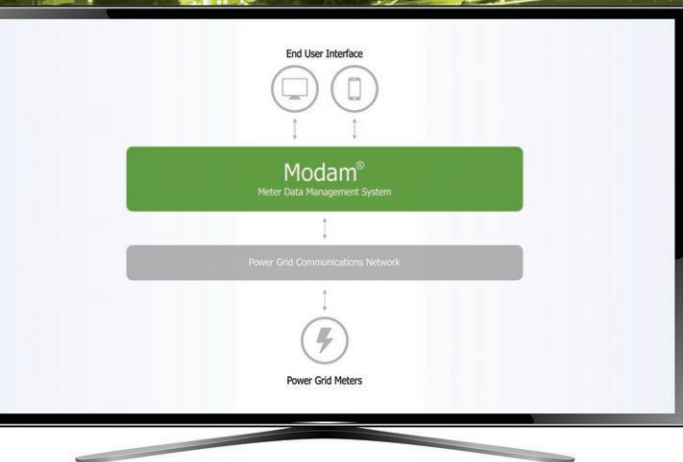 End User Interface
Modam®
Meter Data Management System
Power Grid Communications Network
Power Grid Meters